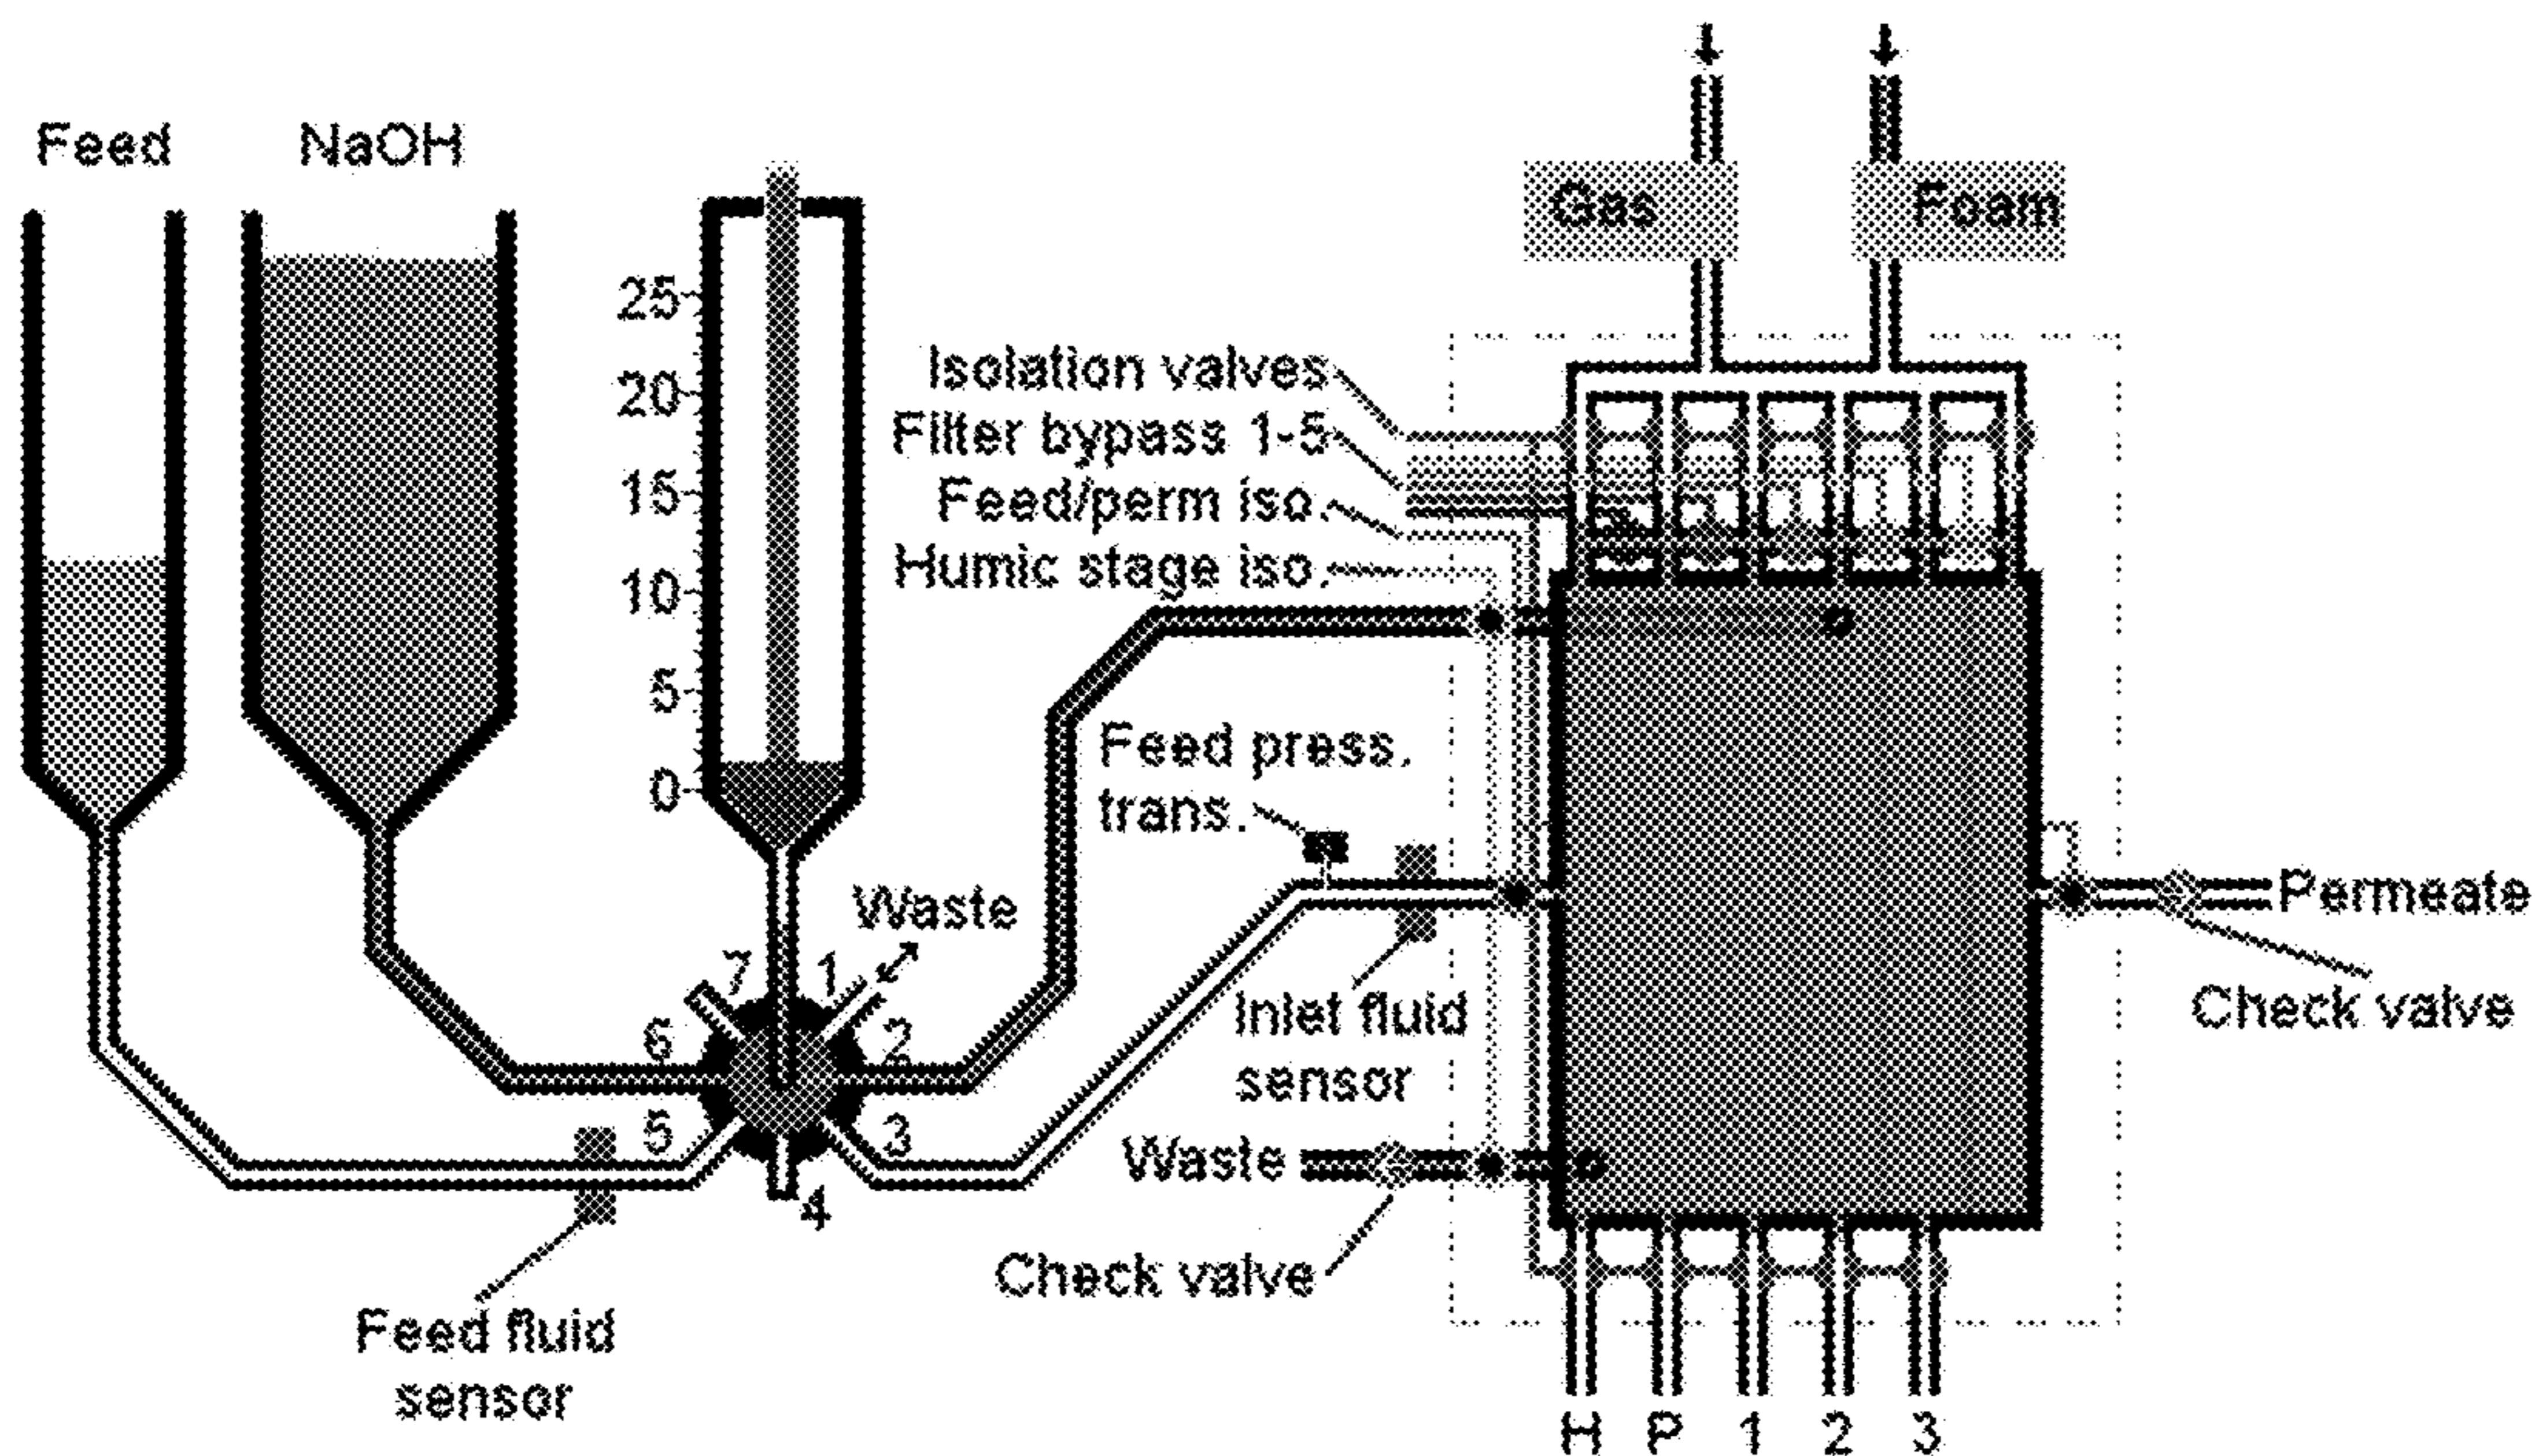 Feed
NaOH
Gas
Foam
25
20
15
10
5
0
Isolation valves
Filter bypass 1-5
Feed/perm iso.
Humic stage iso.
Feed press.
trans.
Waste
7
1
6
2
5
3
4
Inlet fluid
sensor
Permeate
Check valve
Waste
Check valve
Feed fluid
sensor
H P 1 2 3